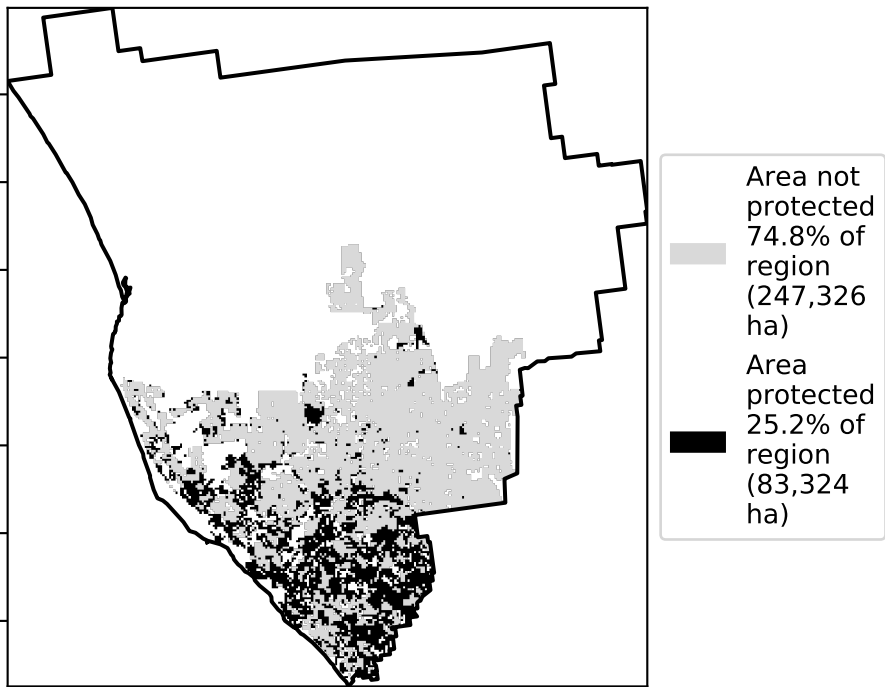 Area not
protected
74.8% of
region
(247,326
ha)
Area
protected
25.2% of
region
(83,324
ha)